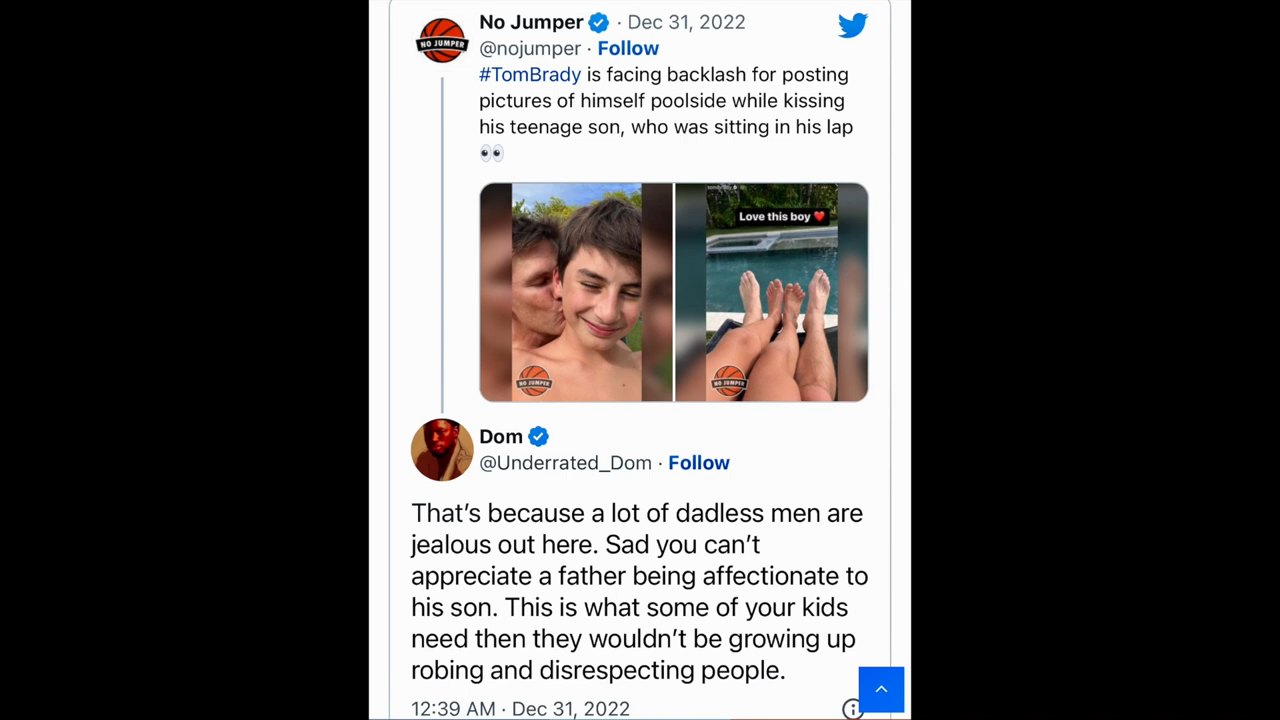 No Jumper · Dec 31, 2022
@nojumper · Follow
#TomBrady is facing backlash for posting
pictures of himself poolside while kissing
his teenage son, who was sitting in his lap
👀
NO JUMPER
Love this boy ❤️
NO JUMPER
NO JUMPER
Dom
@Underrated_Dom · Follow
That's because a lot of dadless men are
jealous out here. Sad you can't
appreciate a father being affectionate to
his son. This is what some of your kids
need then they wouldn't be growing up
robing and disrespecting people.
12:39 AM · Dec 31, 2022